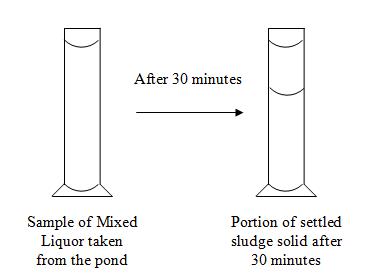 After 30 minutes
Sample of Mixed
Liquor taken
from the pond
Portion of settled
sludge solid after
30 minutes